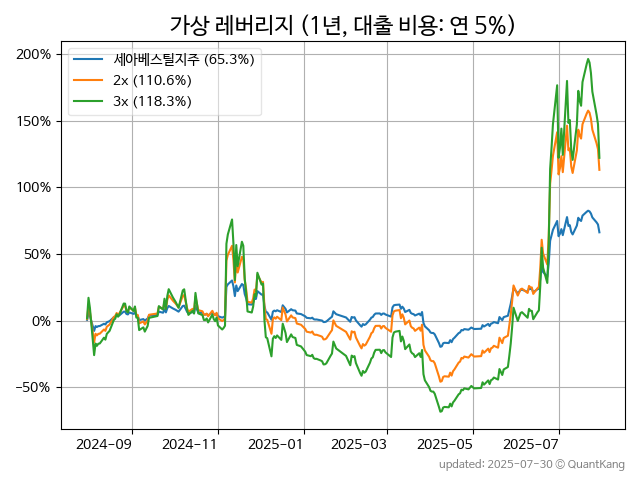 가상 레버리지 (1년, 대출 비용: 연 5%)
세아베스틸지주 (65.3%)
2x (110.6%)
3x (118.3%)
200%
150%
100%
50%
0%
−50%
2024-09
2024-11
2025-01
2025-03
2025-05
2025-07
updated: 2025-07-30 © QuantKang